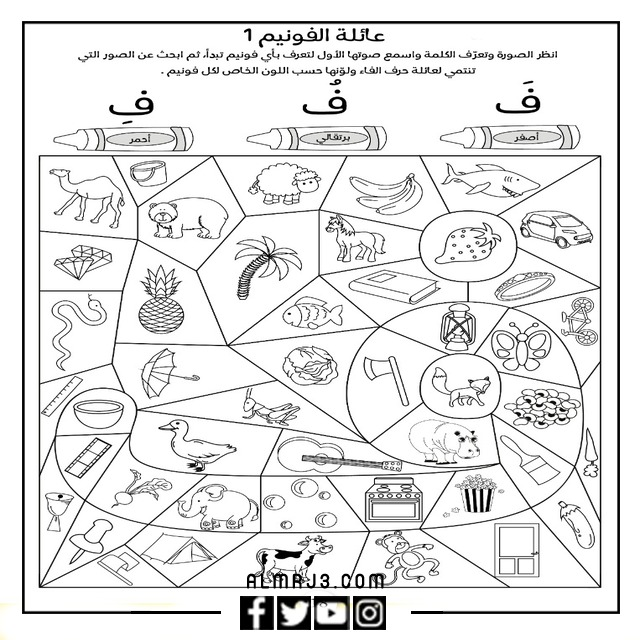 عائلة الفونيم 1
انظر الصورة وتعرّف الكلمة واسمع صوتها الأول لتعرف بأي فونيم تبدأ، ثم ابحث عن الصور التي
تنتمي لعائلة حرف الفاء ولوّنها حسب اللون الخاص لكل فونيم .
فَ فُ فِ
أصفر برتقالي أحمر
ALMRJ3.COM